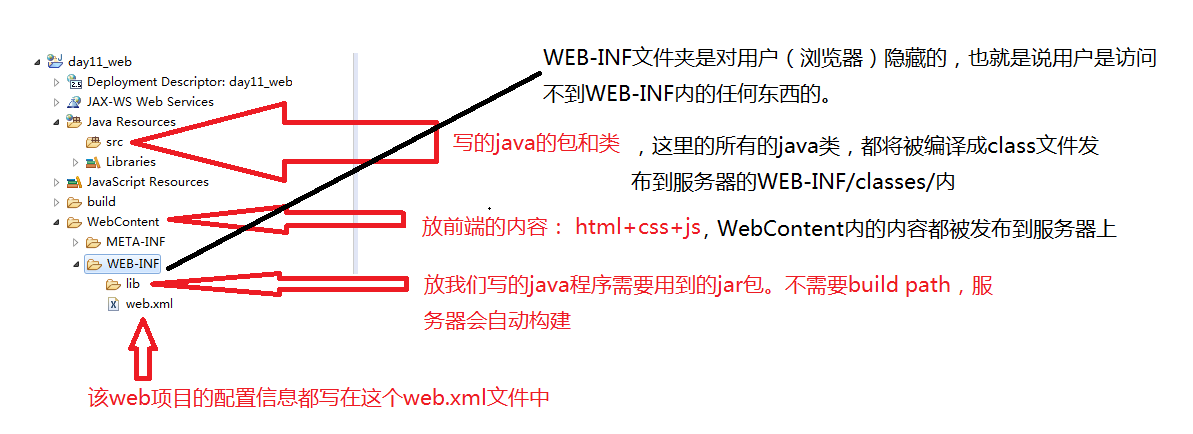 WEB-INF文件夹是对用户（浏览器）隐藏的，也就是说用户是访问
不到WEB-INF内的任何东西的。
day11_web
Deployment Descriptor: day11_web
JAX-WS Web Services
Java Resources
src
写的java的包和类 ，这里的所有的java类，都将被编译成class文件发
布到服务器的WEB-INF/classes/内
Libraries
JavaScript Resources
build
WebContent
放前端的内容： html+css+js，WebContent内的内容都被发布到服务器上
META-INF
WEB-INF
lib
放我们写的java程序需要用到的jar包。不需要build path，服
务器会自动构建
web.xml
该web项目的配置信息都写在这个web.xml文件中